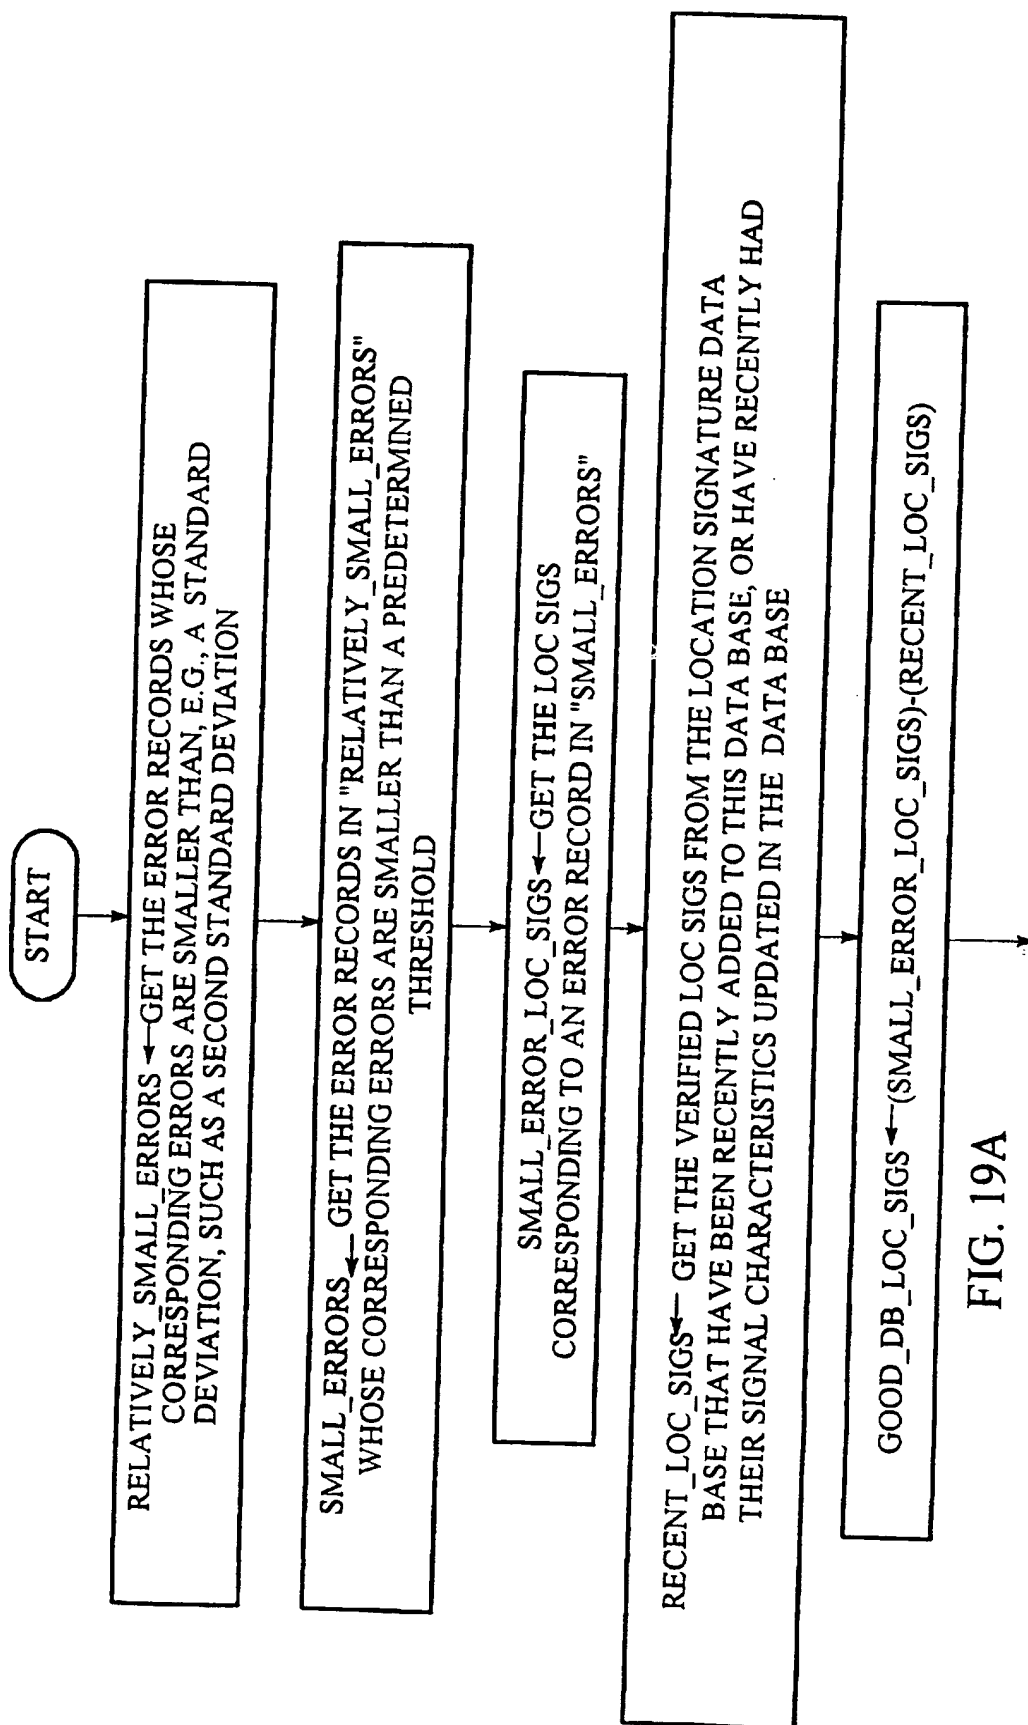 START
RELATIVELY_SMALL_ERRORS ← GET THE ERROR RECORDS WHOSE
CORRESPONDING ERRORS ARE SMALLER THAN, E.G., A STANDARD
DEVIATION, SUCH AS A SECOND STANDARD DEVIATION
SMALL_ERRORS ← GET THE ERROR RECORDS IN "RELATIVELY_SMALL_ERRORS"
WHOSE CORRESPONDING ERRORS ARE SMALLER THAN A PREDETERMINED
THRESHOLD
SMALL_ERROR_LOC_SIGS ← GET THE LOC SIGS
CORRESPONDING TO AN ERROR RECORD IN "SMALL_ERRORS"
RECENT_LOC_SIGS ← GET THE VERIFIED LOC SIGS FROM THE LOCATION SIGNATURE DATA
BASE THAT HAVE BEEN RECENTLY ADDED TO THIS DATA BASE, OR HAVE RECENTLY HAD
THEIR SIGNAL CHARACTERISTICS UPDATED IN THE DATA BASE
GOOD_DB_LOC_SIGS ← (SMALL_ERROR_LOC_SIGS)-(RECENT_LOC_SIGS)
FIG. 19A